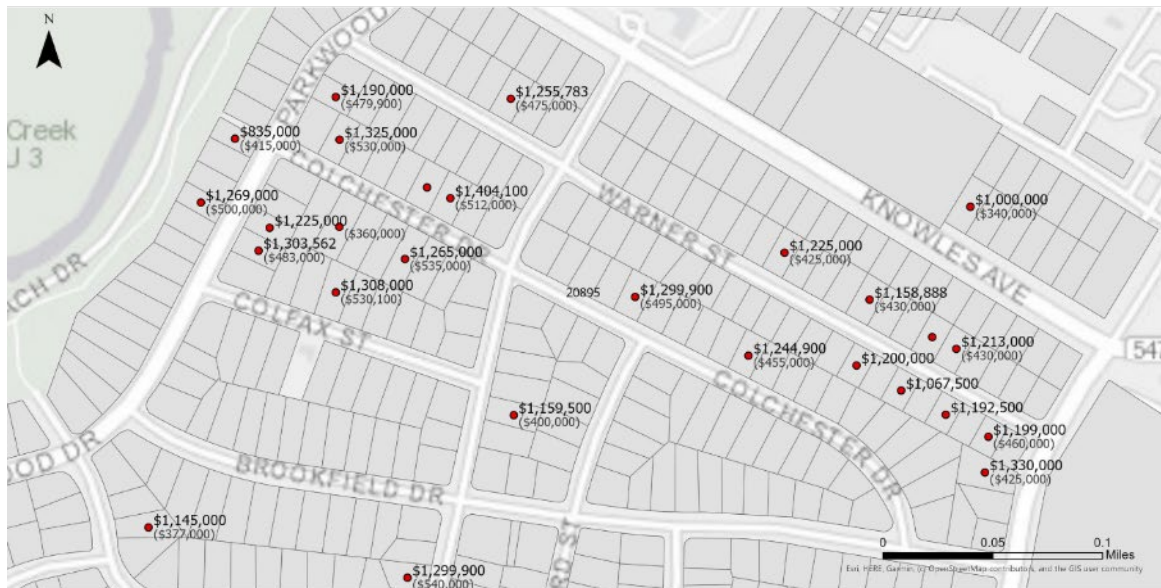 N
PARKWOOD
$1,190,000
($479,900)
$1,255,783
($475,000)
Creek
U 3
$835,000
($415,000)
$1,325,000
($530,000)
COLCHESTER
$1,404,100
($512,000)
$1,269,000
($500,000)
$1,225,000
($360,000)
$1,303,562
($483,000)
$1,265,000
($535,000)
$1,308,000
($530,100)
WARNER ST
KNOWLES AVE
$1,000,000
($340,000)
$1,225,000
($425,000)
ACH DR
COLFAX ST
20895
$1,299,900
($495,000)
$1,158,888
($430,000)
$1,213,000
($430,000)
547
$1,244,900
($455,000)
$1,200,000
$1,067,500
$1,192,500
$1,199,000
($460,000)
$1,330,000
($425,000)
COLCHESTER DR
$1,159,500
($400,000)
OOD DR
BROOKFIELD DR
RD ST
$1,145,000
($377,000)
$1,299,900
($540,000)
0 0.05 0.1
Miles
Esri, HERE, Garmin, (c) OpenStreetMap contributors, and the GIS user community